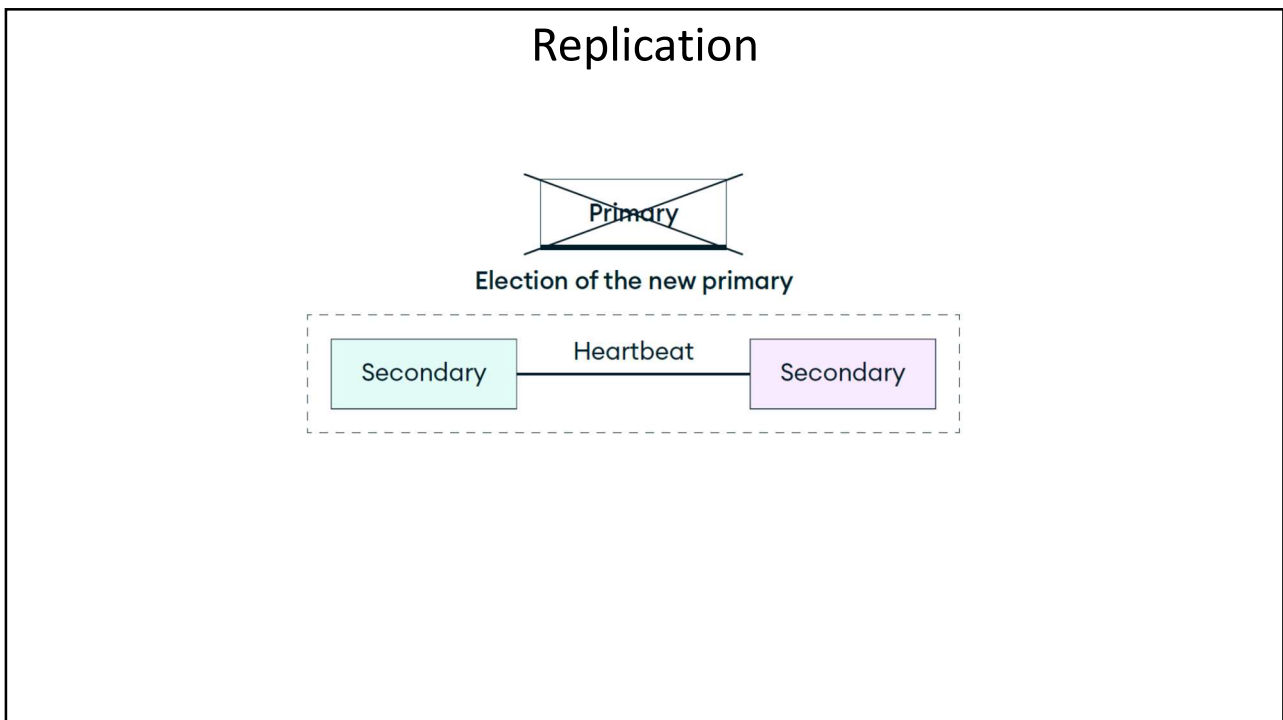 Replication
Primary
Election of the new primary
Heartbeat
Secondary
Secondary